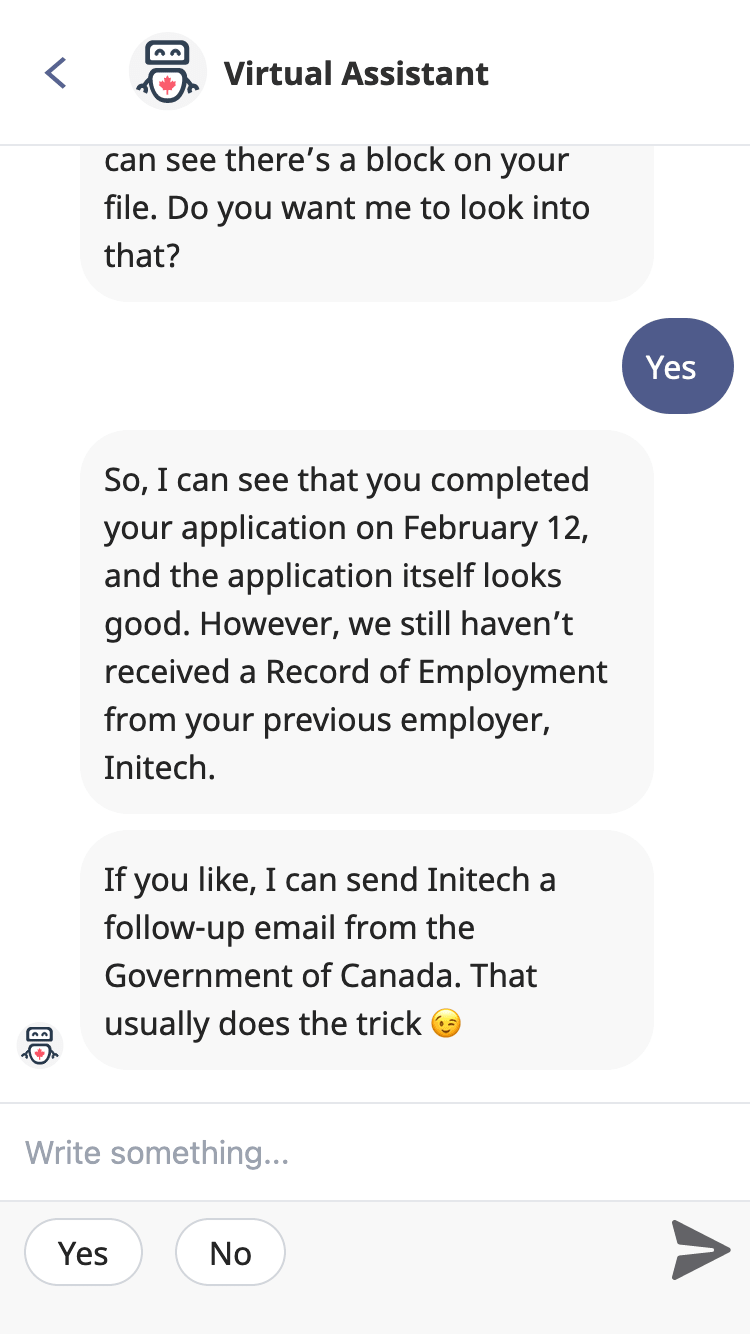 Virtual Assistant
can see there’s a block on your
file. Do you want me to look into
that?
Yes
So, I can see that you completed
your application on February 12,
and the application itself looks
good. However, we still haven’t
received a Record of Employment
from your previous employer,
Initech.
If you like, I can send Initech a
follow-up email from the
Government of Canada. That
usually does the trick 😉
Write something...
Yes
No